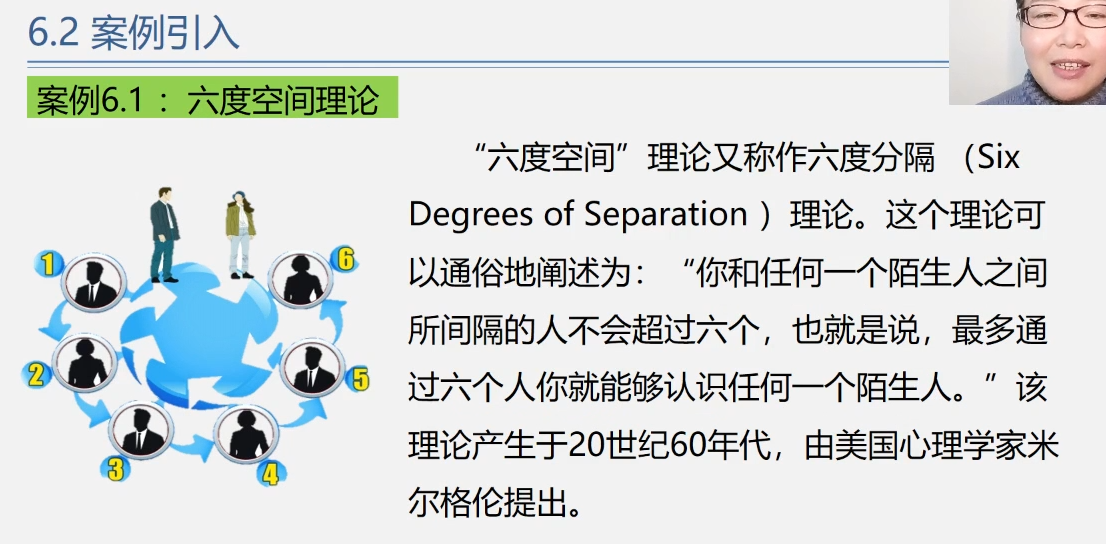 6.2 案例引入
案例6.1 ：六度空间理论
“六度空间”理论又称作六度分隔 （Six
Degrees of Separation ）理论。这个理论可
以通俗地阐述为：“你和任何一个陌生人之间
所间隔的人不会超过六个，也就是说，最多通
过六个人你就能够认识任何一个陌生人。”该
理论产生于20世纪60年代，由美国心理学家米
尔格伦提出。
1
2
3
4
5
6